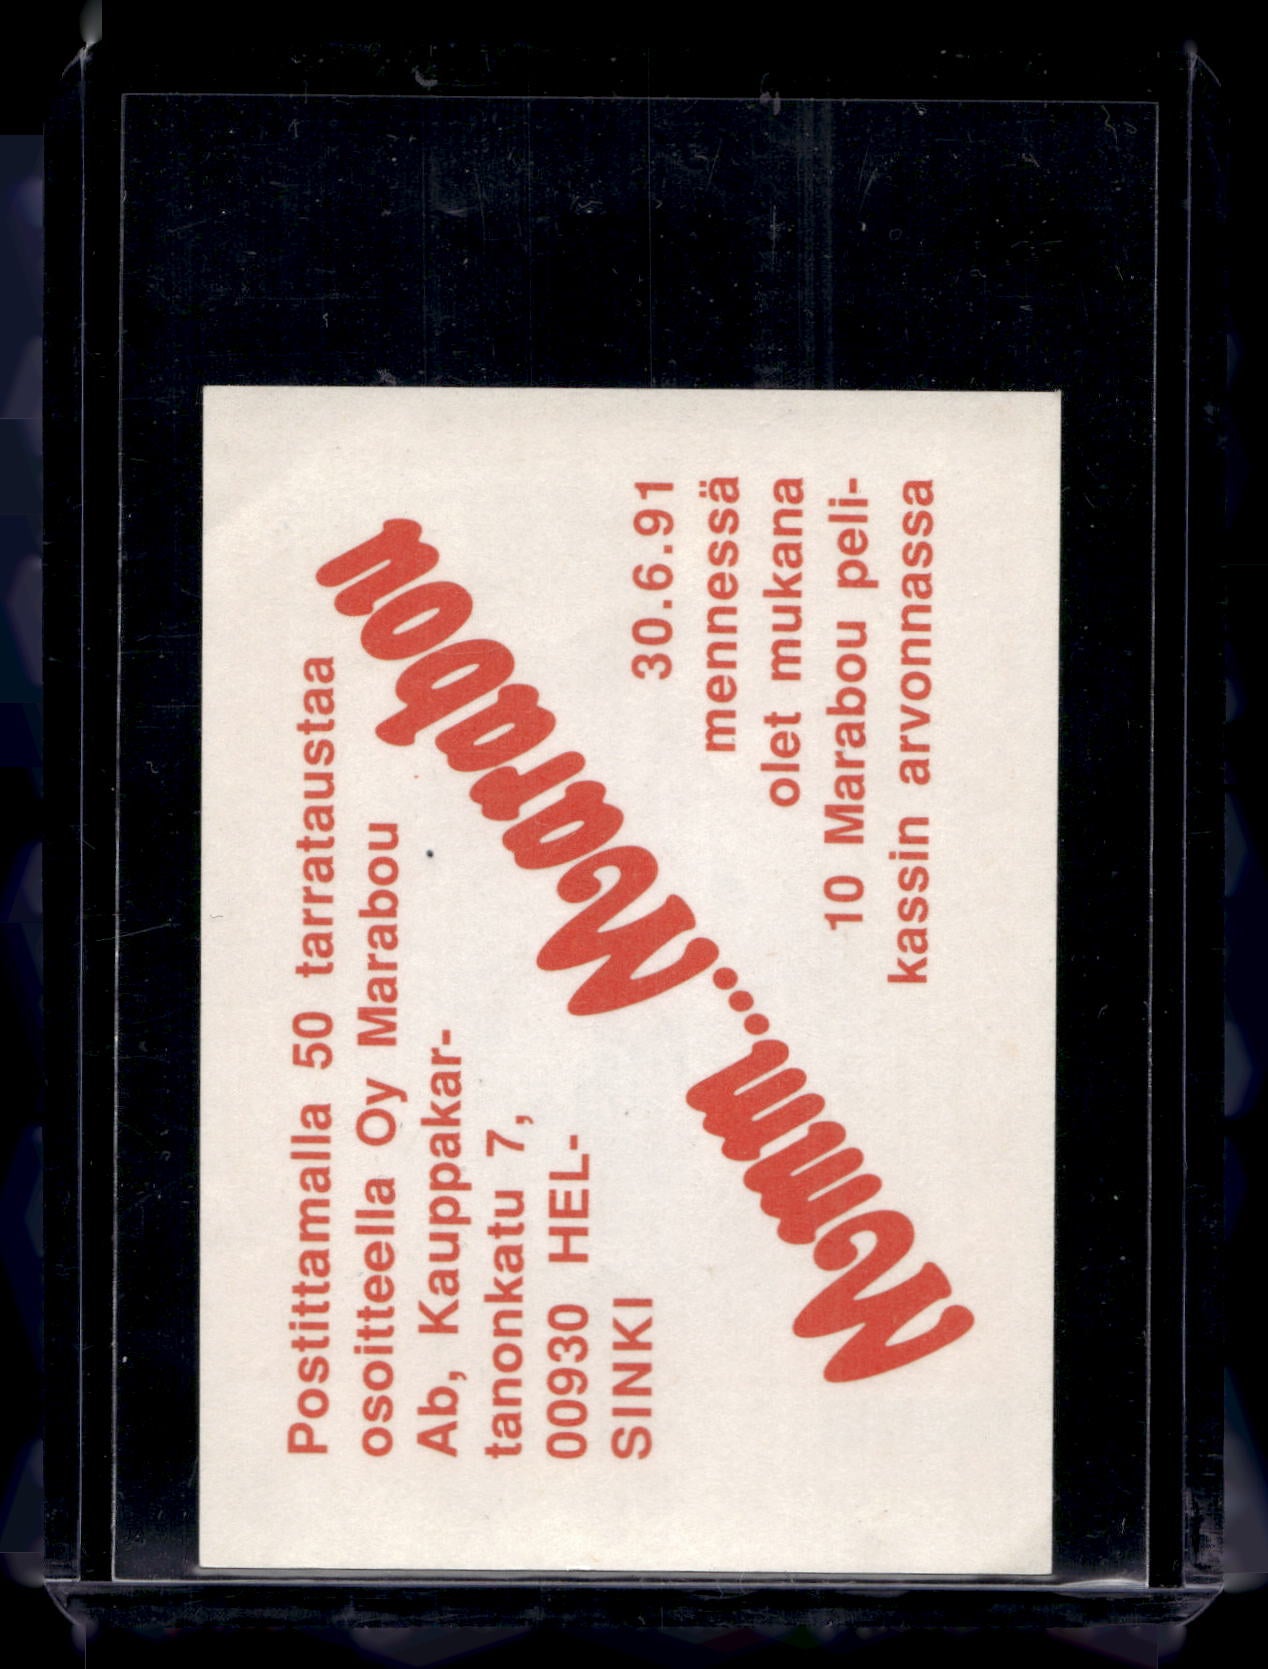 Postittamalla 50 tarrataustaa
osoitteella Oy Marabou
Ab, Kauppakar-
tanonkatu 7,
00930 HEL-
SINKI
Mmm...Marabou
30.6.91
mennessä
olet mukana
10 Marabou peli-
kassin arvonnassa